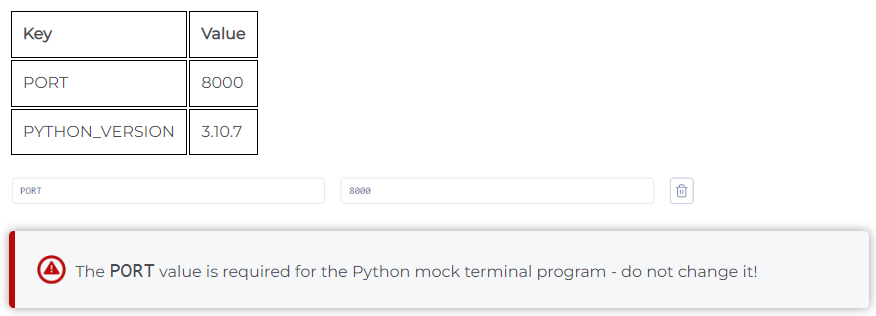 Key Value
PORT 8000
PYTHON_VERSION 3.10.7
PORT 8000
The PORT value is required for the Python mock terminal program - do not change it!